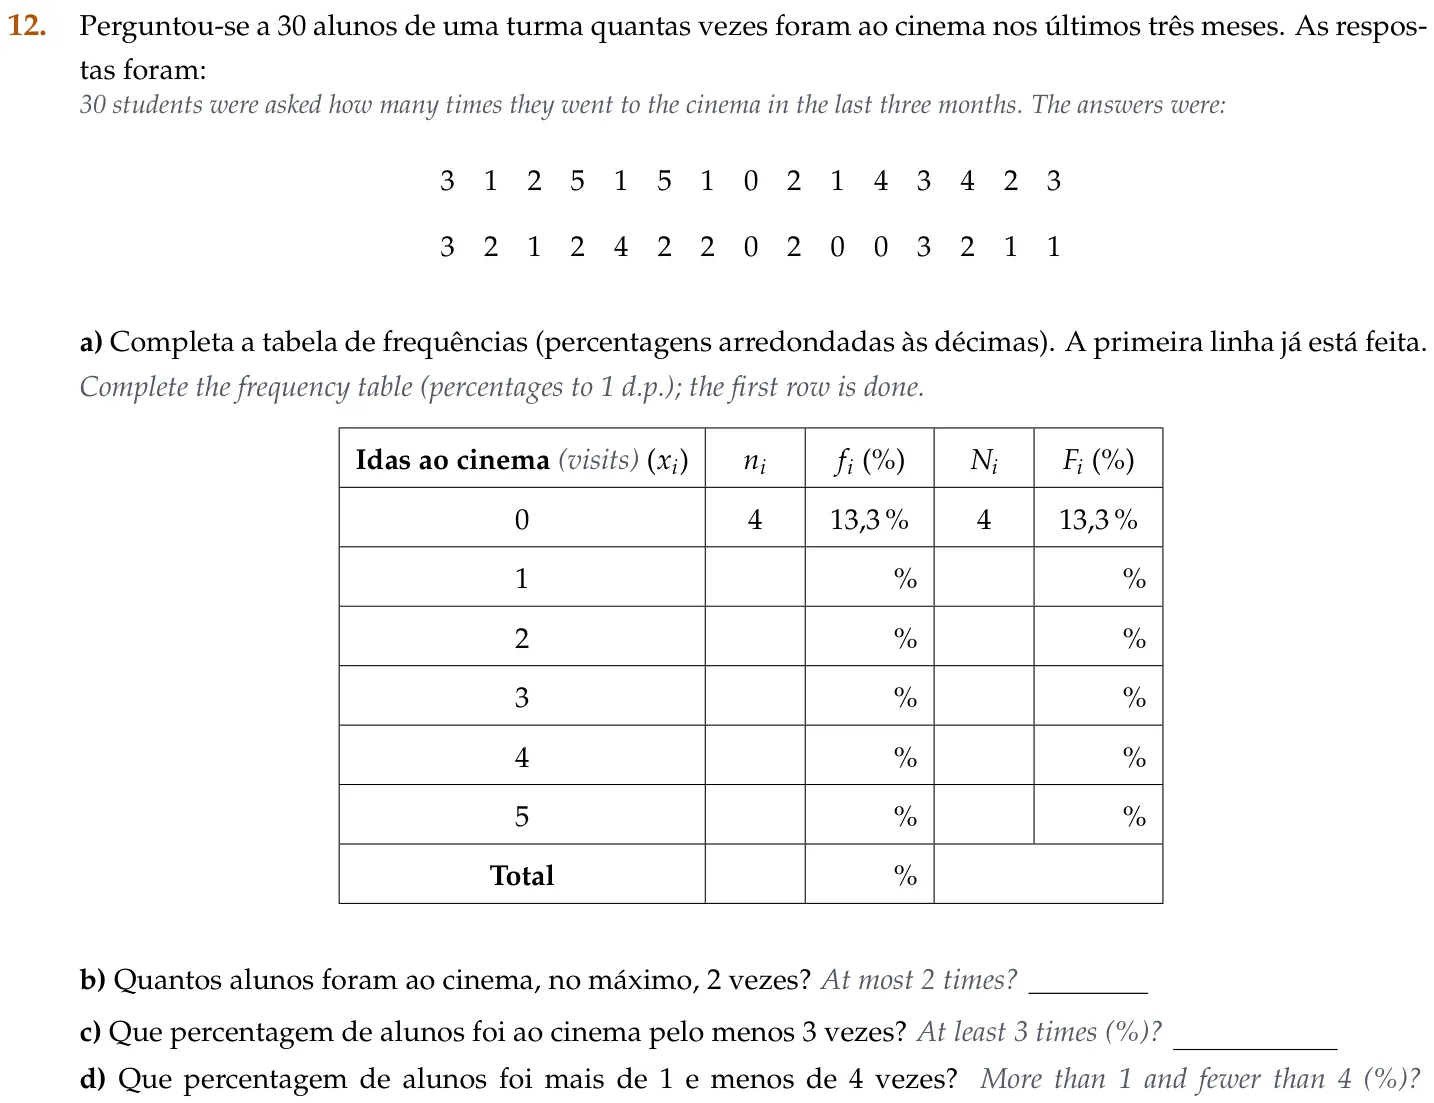 12. Perguntou-se a 30 alunos de uma turma quantas vezes foram ao cinema nos últimos três meses. As respos-
tas foram:
30 students were asked how many times they went to the cinema in the last three months. The answers were:
3 1 2 5 1 5 1 0 2 1 4 3 4 2 3
3 2 1 2 4 2 2 0 2 0 0 3 2 1 1
a) Completa a tabela de frequências (percentagens arredondadas às décimas). A primeira linha já está feita.
Complete the frequency table (percentages to 1 d.p.); the first row is done.
Idas ao cinema (visits) (xᵢ) nᵢ fᵢ (%) Nᵢ Fᵢ (%)
0 4 13,3 % 4 13,3 %
1 % %
2 % %
3 % %
4 % %
5 % %
Total %
b) Quantos alunos foram ao cinema, no máximo, 2 vezes? At most 2 times?
c) Que percentagem de alunos foi ao cinema pelo menos 3 vezes? At least 3 times (%)?
d) Que percentagem de alunos foi mais de 1 e menos de 4 vezes? More than 1 and fewer than 4 (%)?